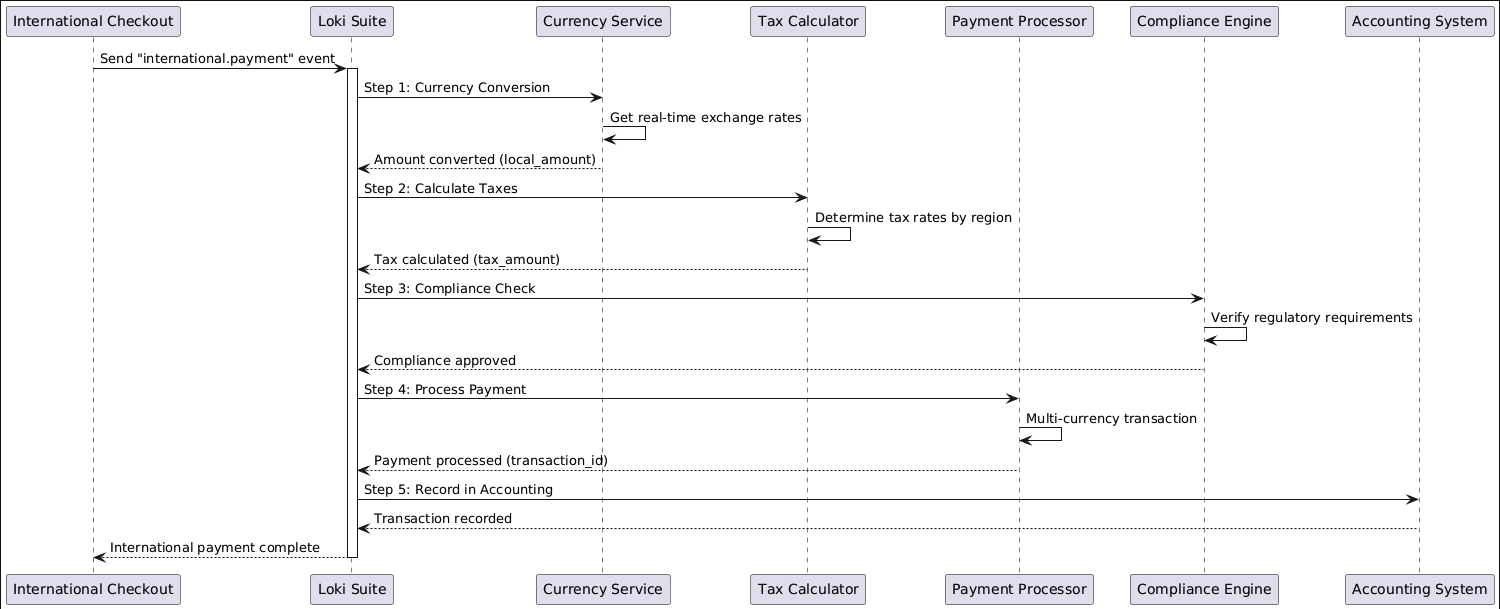 International Checkout Loki Suite Currency Service Tax Calculator Payment Processor Compliance Engine Accounting System
Send "international.payment" event
Step 1: Currency Conversion
Get real-time exchange rates
Amount converted (local_amount)
Step 2: Calculate Taxes
Determine tax rates by region
Tax calculated (tax_amount)
Step 3: Compliance Check
Verify regulatory requirements
Compliance approved
Step 4: Process Payment
Multi-currency transaction
Payment processed (transaction_id)
Step 5: Record in Accounting
Transaction recorded
International payment complete
International Checkout Loki Suite Currency Service Tax Calculator Payment Processor Compliance Engine Accounting System